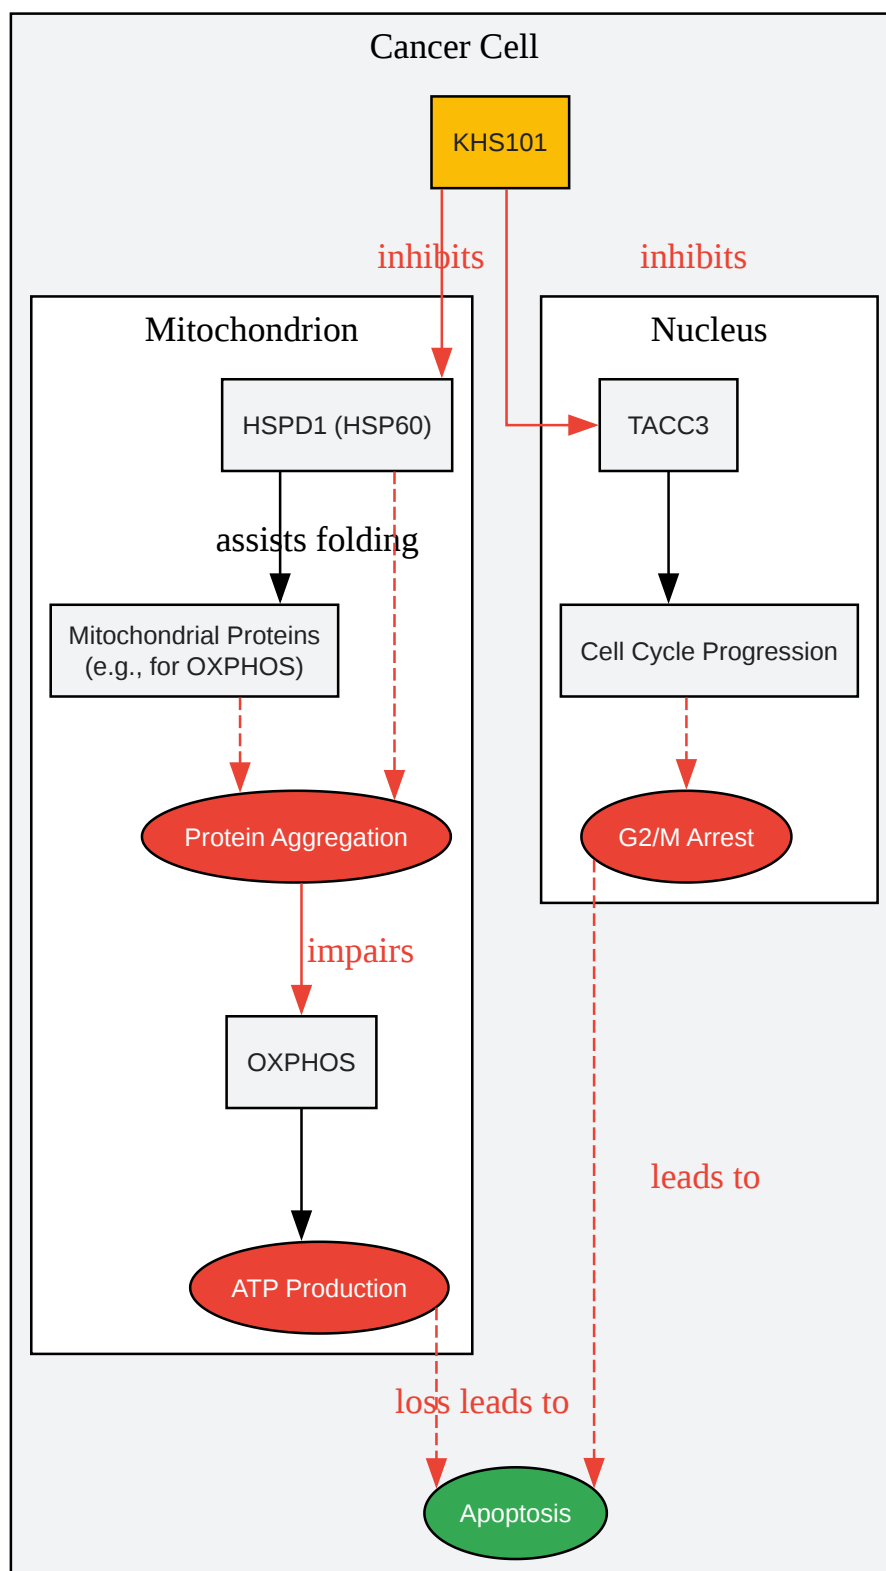 Cancer Cell
KHS101
inhibits
inhibits
Mitochondrion
Nucleus
HSPD1 (HSP60)
TACC3
assists folding
Mitochondrial Proteins
(e.g., for OXPHOS)
Cell Cycle Progression
Protein Aggregation
G2/M Arrest
impairs
OXPHOS
leads to
ATP Production
loss leads to
Apoptosis